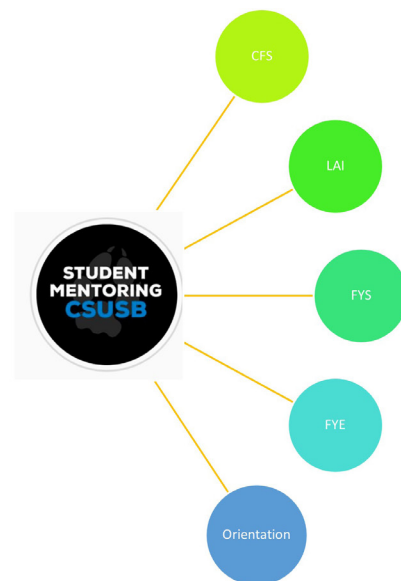 CFS
LAI
STUDENT
MENTORING
CSUSB
FYS
FYE
Orientation